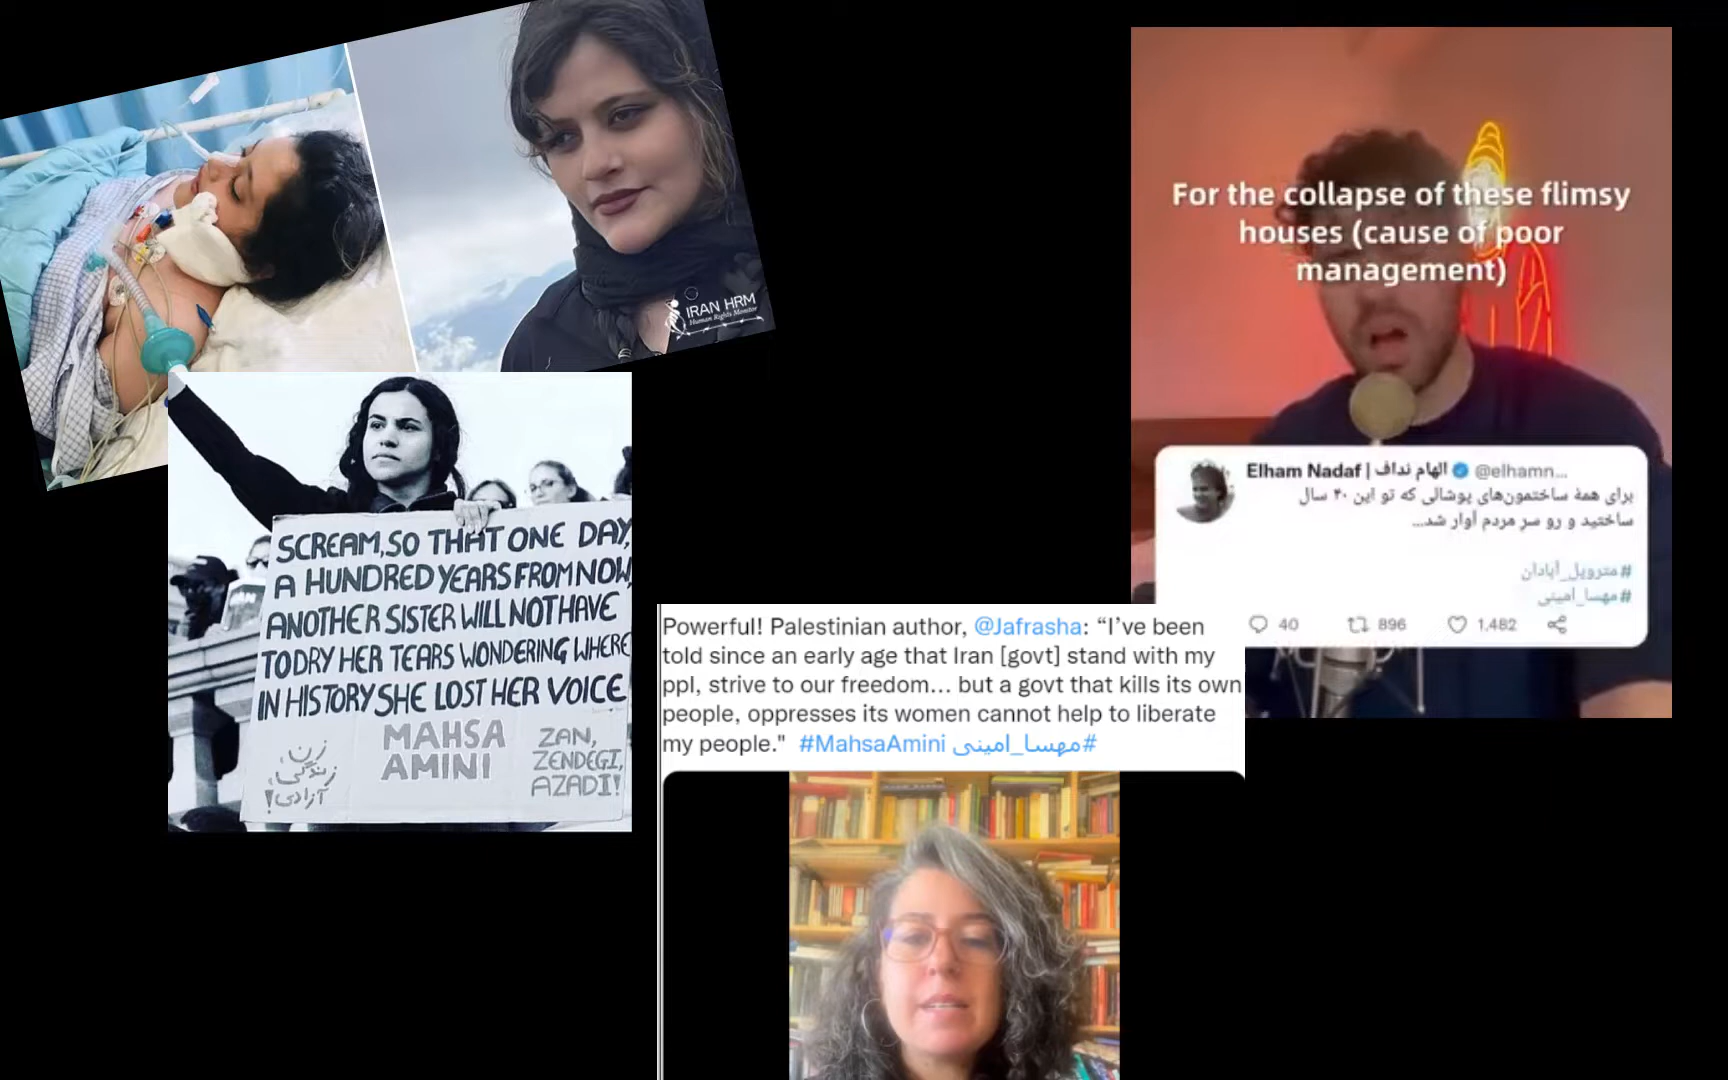 IRAN HRM
Human Rights Monitor
SCREAM, SO THAT ONE DAY,
A HUNDRED YEARS FROM NOW,
ANOTHER SISTER WILL NOT HAVE
TO DRY HER TEARS WONDERING WHERE
IN HISTORY SHE LOST HER VOICE
MAHSA
AMINI
زن،
زندگی،
آزادی!
ZAN,
ZENDEGI,
AZADI!
For the collapse of these flimsy
houses (cause of poor
management)
Elham Nadaf | الهام نداف @elhamn...
برای همهٔ ساختمون‌های پوشالی که تو این ۴۰ سال
ساختید و رو سرِ مردم آوار شد...
#متروپل_آبادان
#مهسا_امینی
40 896 1,482
Powerful! Palestinian author, @Jafrasha: “I’ve been
told since an early age that Iran [govt] stand with my
ppl, strive to our freedom... but a govt that kills its own
people, oppresses its women cannot help to liberate
my people." #MahsaAmini #مهسا_امینی